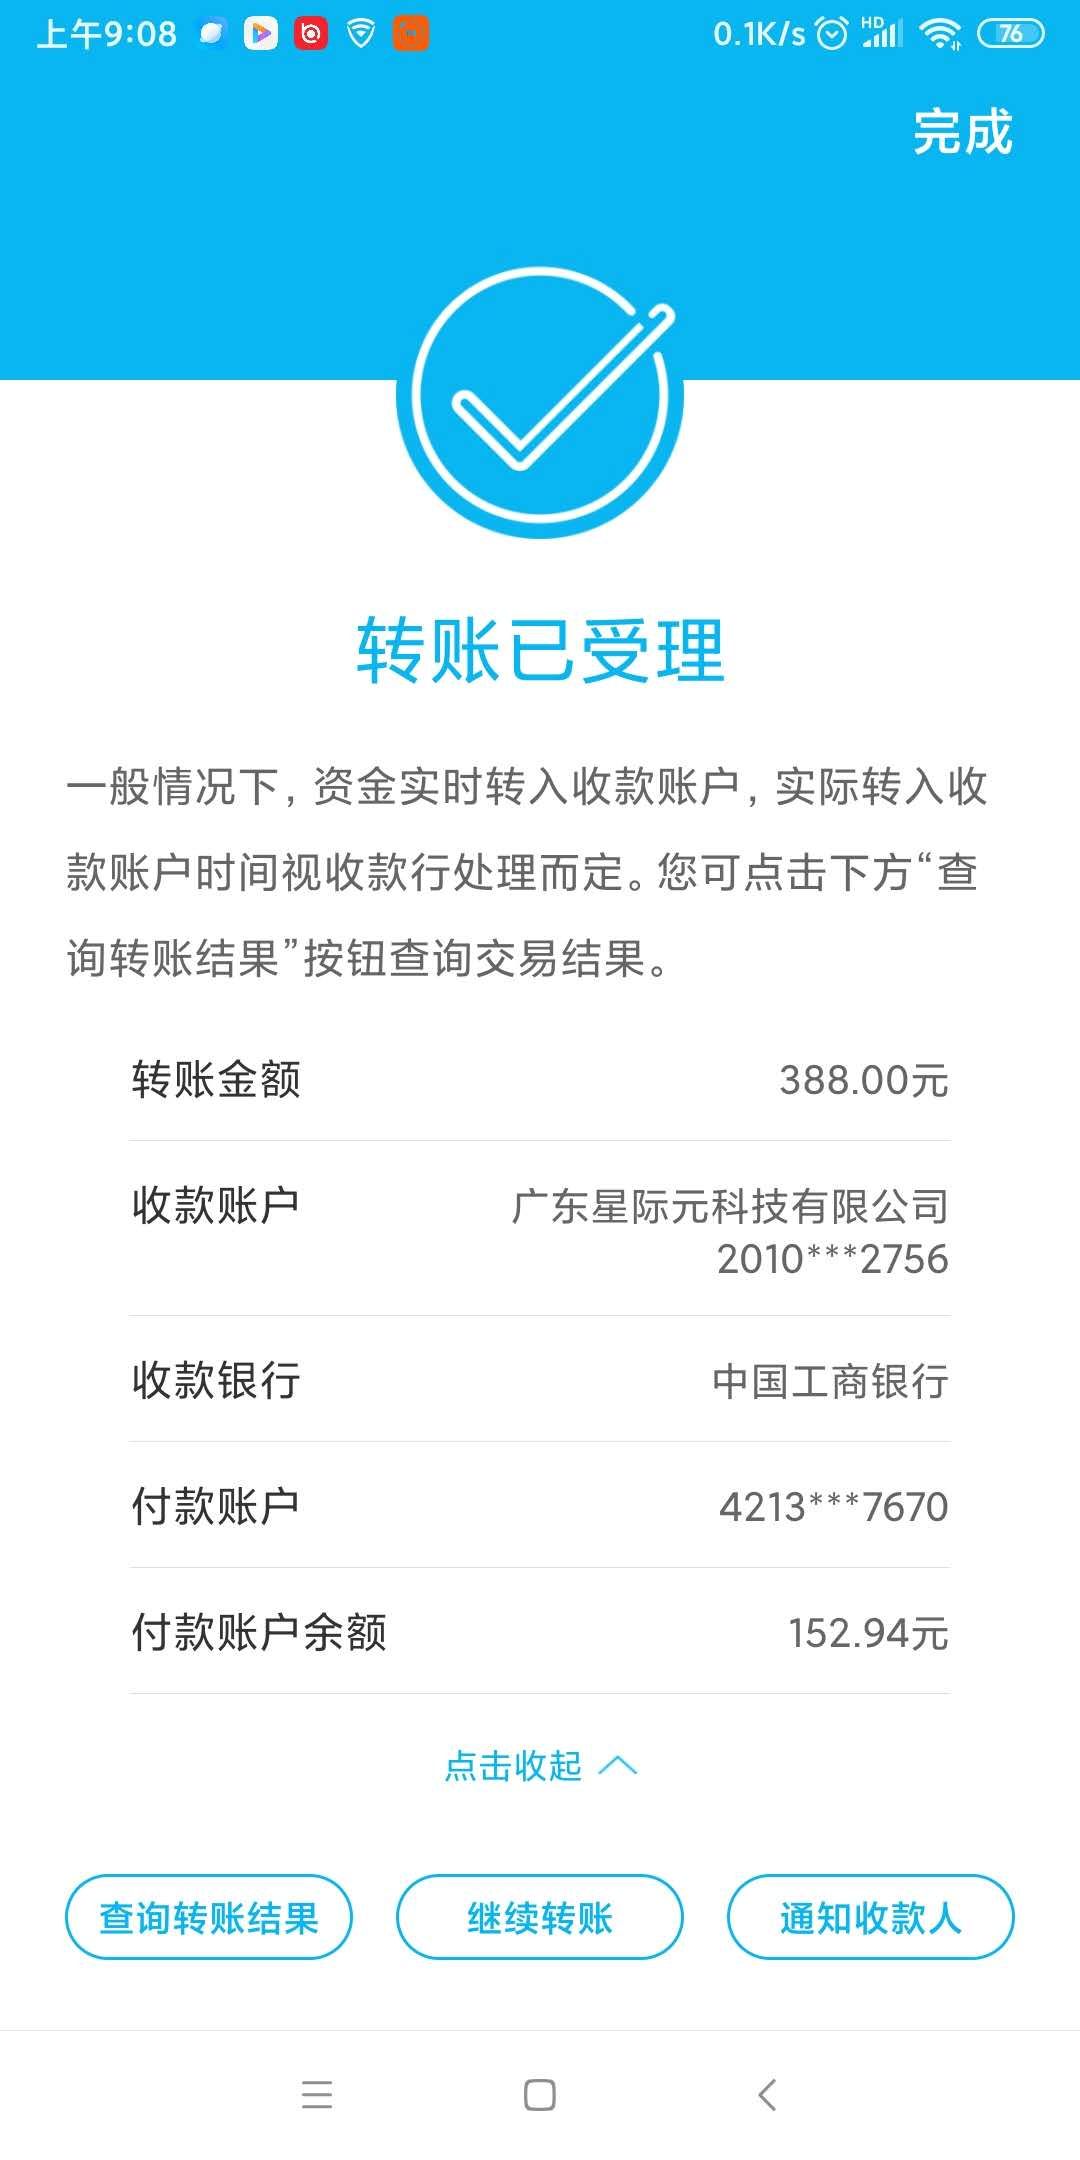 上午9:08
0.1K/s HD 76
完成
转账已受理
一般情况下，资金实时转入收款账户，实际转入收
款账户时间视收款行处理而定。您可点击下方“查
询转账结果”按钮查询交易结果。
转账金额 388.00元
收款账户 广东星际元科技有限公司
2010***2756
收款银行 中国工商银行
付款账户 4213***7670
付款账户余额 152.94元
点击收起
查询转账结果 继续转账 通知收款人